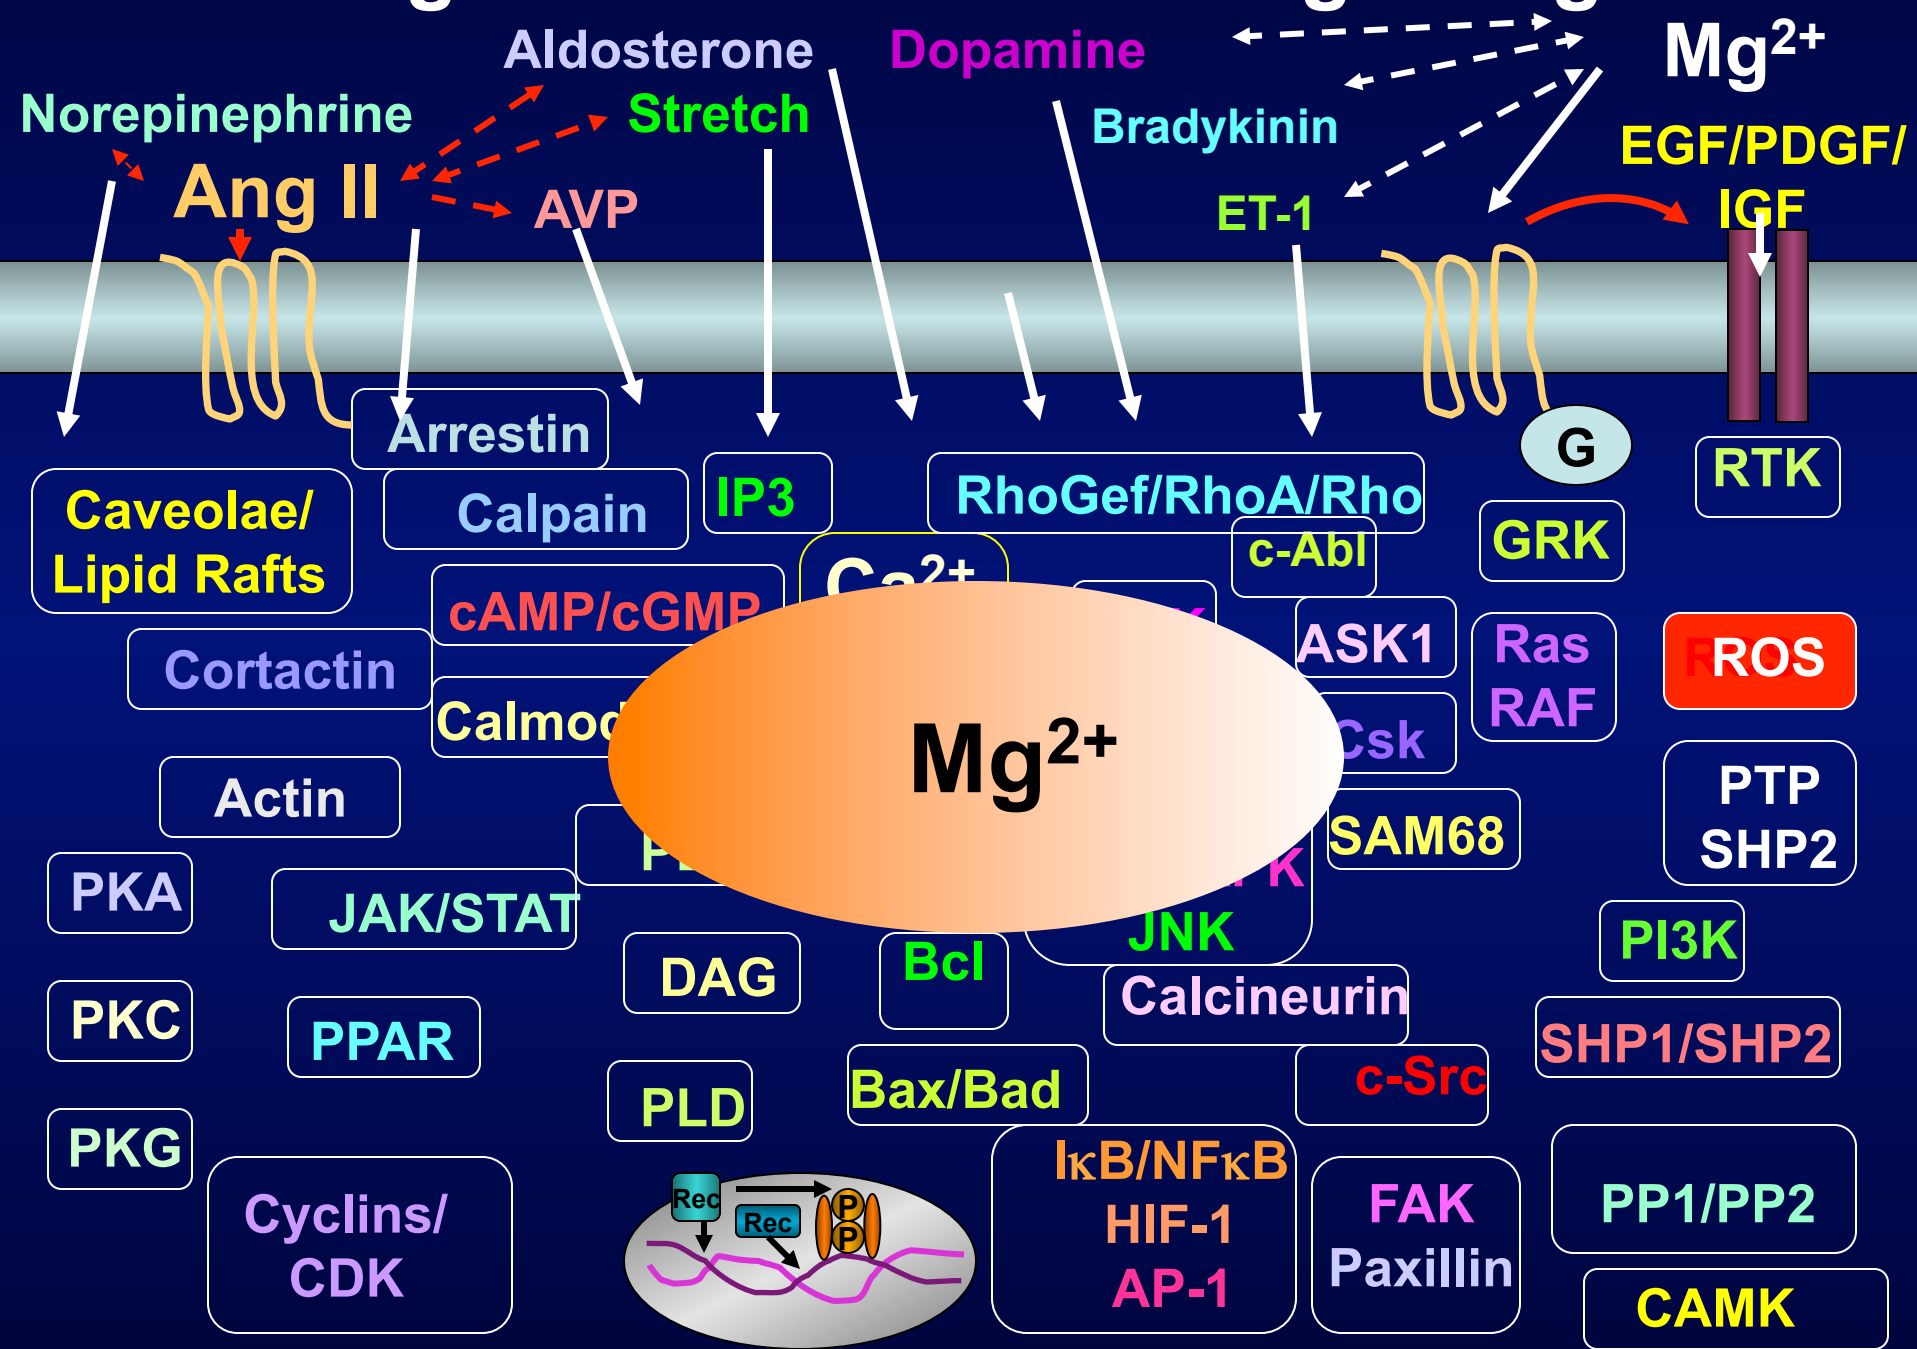 Aldosterone
Dopamine
Mg²⁺
Norepinephrine
Stretch
Bradykinin
EGF/PDGF/
IGF
Ang II
AVP
ET-1
Arrestin
G
RTK
Caveolae/
Lipid Rafts
Calpain
IP3
RhoGef/RhoA/Rho
c-Abl
GRK
Ca²⁺
cAMP/cGMP
ASK1
Ras
RAF
ROS
Cortactin
Calmod
Mg²⁺
Csk
Actin
SAM68
PTP
SHP2
PKA
JAK/STAT
JNK
PI3K
DAG
Bcl
Calcineurin
PKC
PPAR
SHP1/SHP2
PLD
Bax/Bad
c-Src
PKG
Cyclins/
CDK
Rec
Rec
P
P
IκB/NFκB
HIF-1
AP-1
FAK
Paxillin
PP1/PP2
CAMK